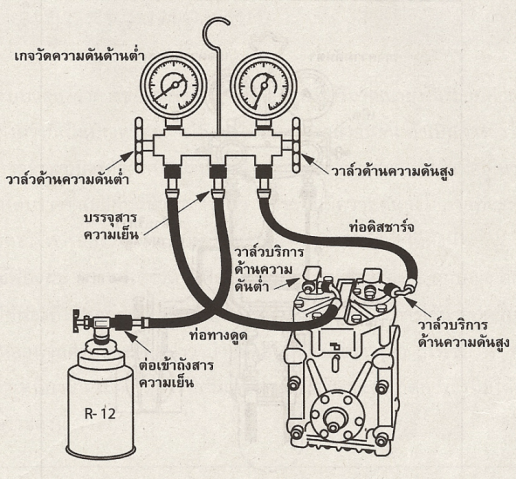 เกจวัดความดันด้านต่ำ
วาล์วด้านความดันต่ำ
วาล์วด้านความดันสูง
บรรจุสาร
ความเย็น
ท่อดิสชาร์จ
วาล์วบริการ
ด้านความ
ดันต่ำ
ท่อทางดูด
วาล์วบริการ
ด้านความดันสูง
ต่อเข้าถังสาร
ความเย็น
R-12